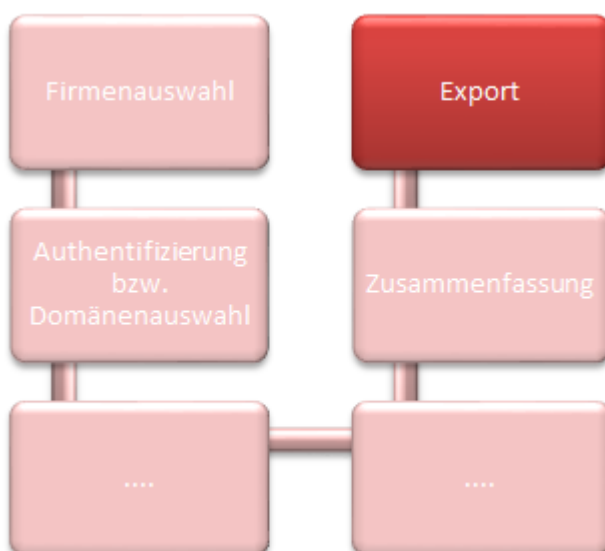 Firmenauswahl
Authentifizierung
bzw.
Domänenauswahl
....
....
Zusammenfassung
Export